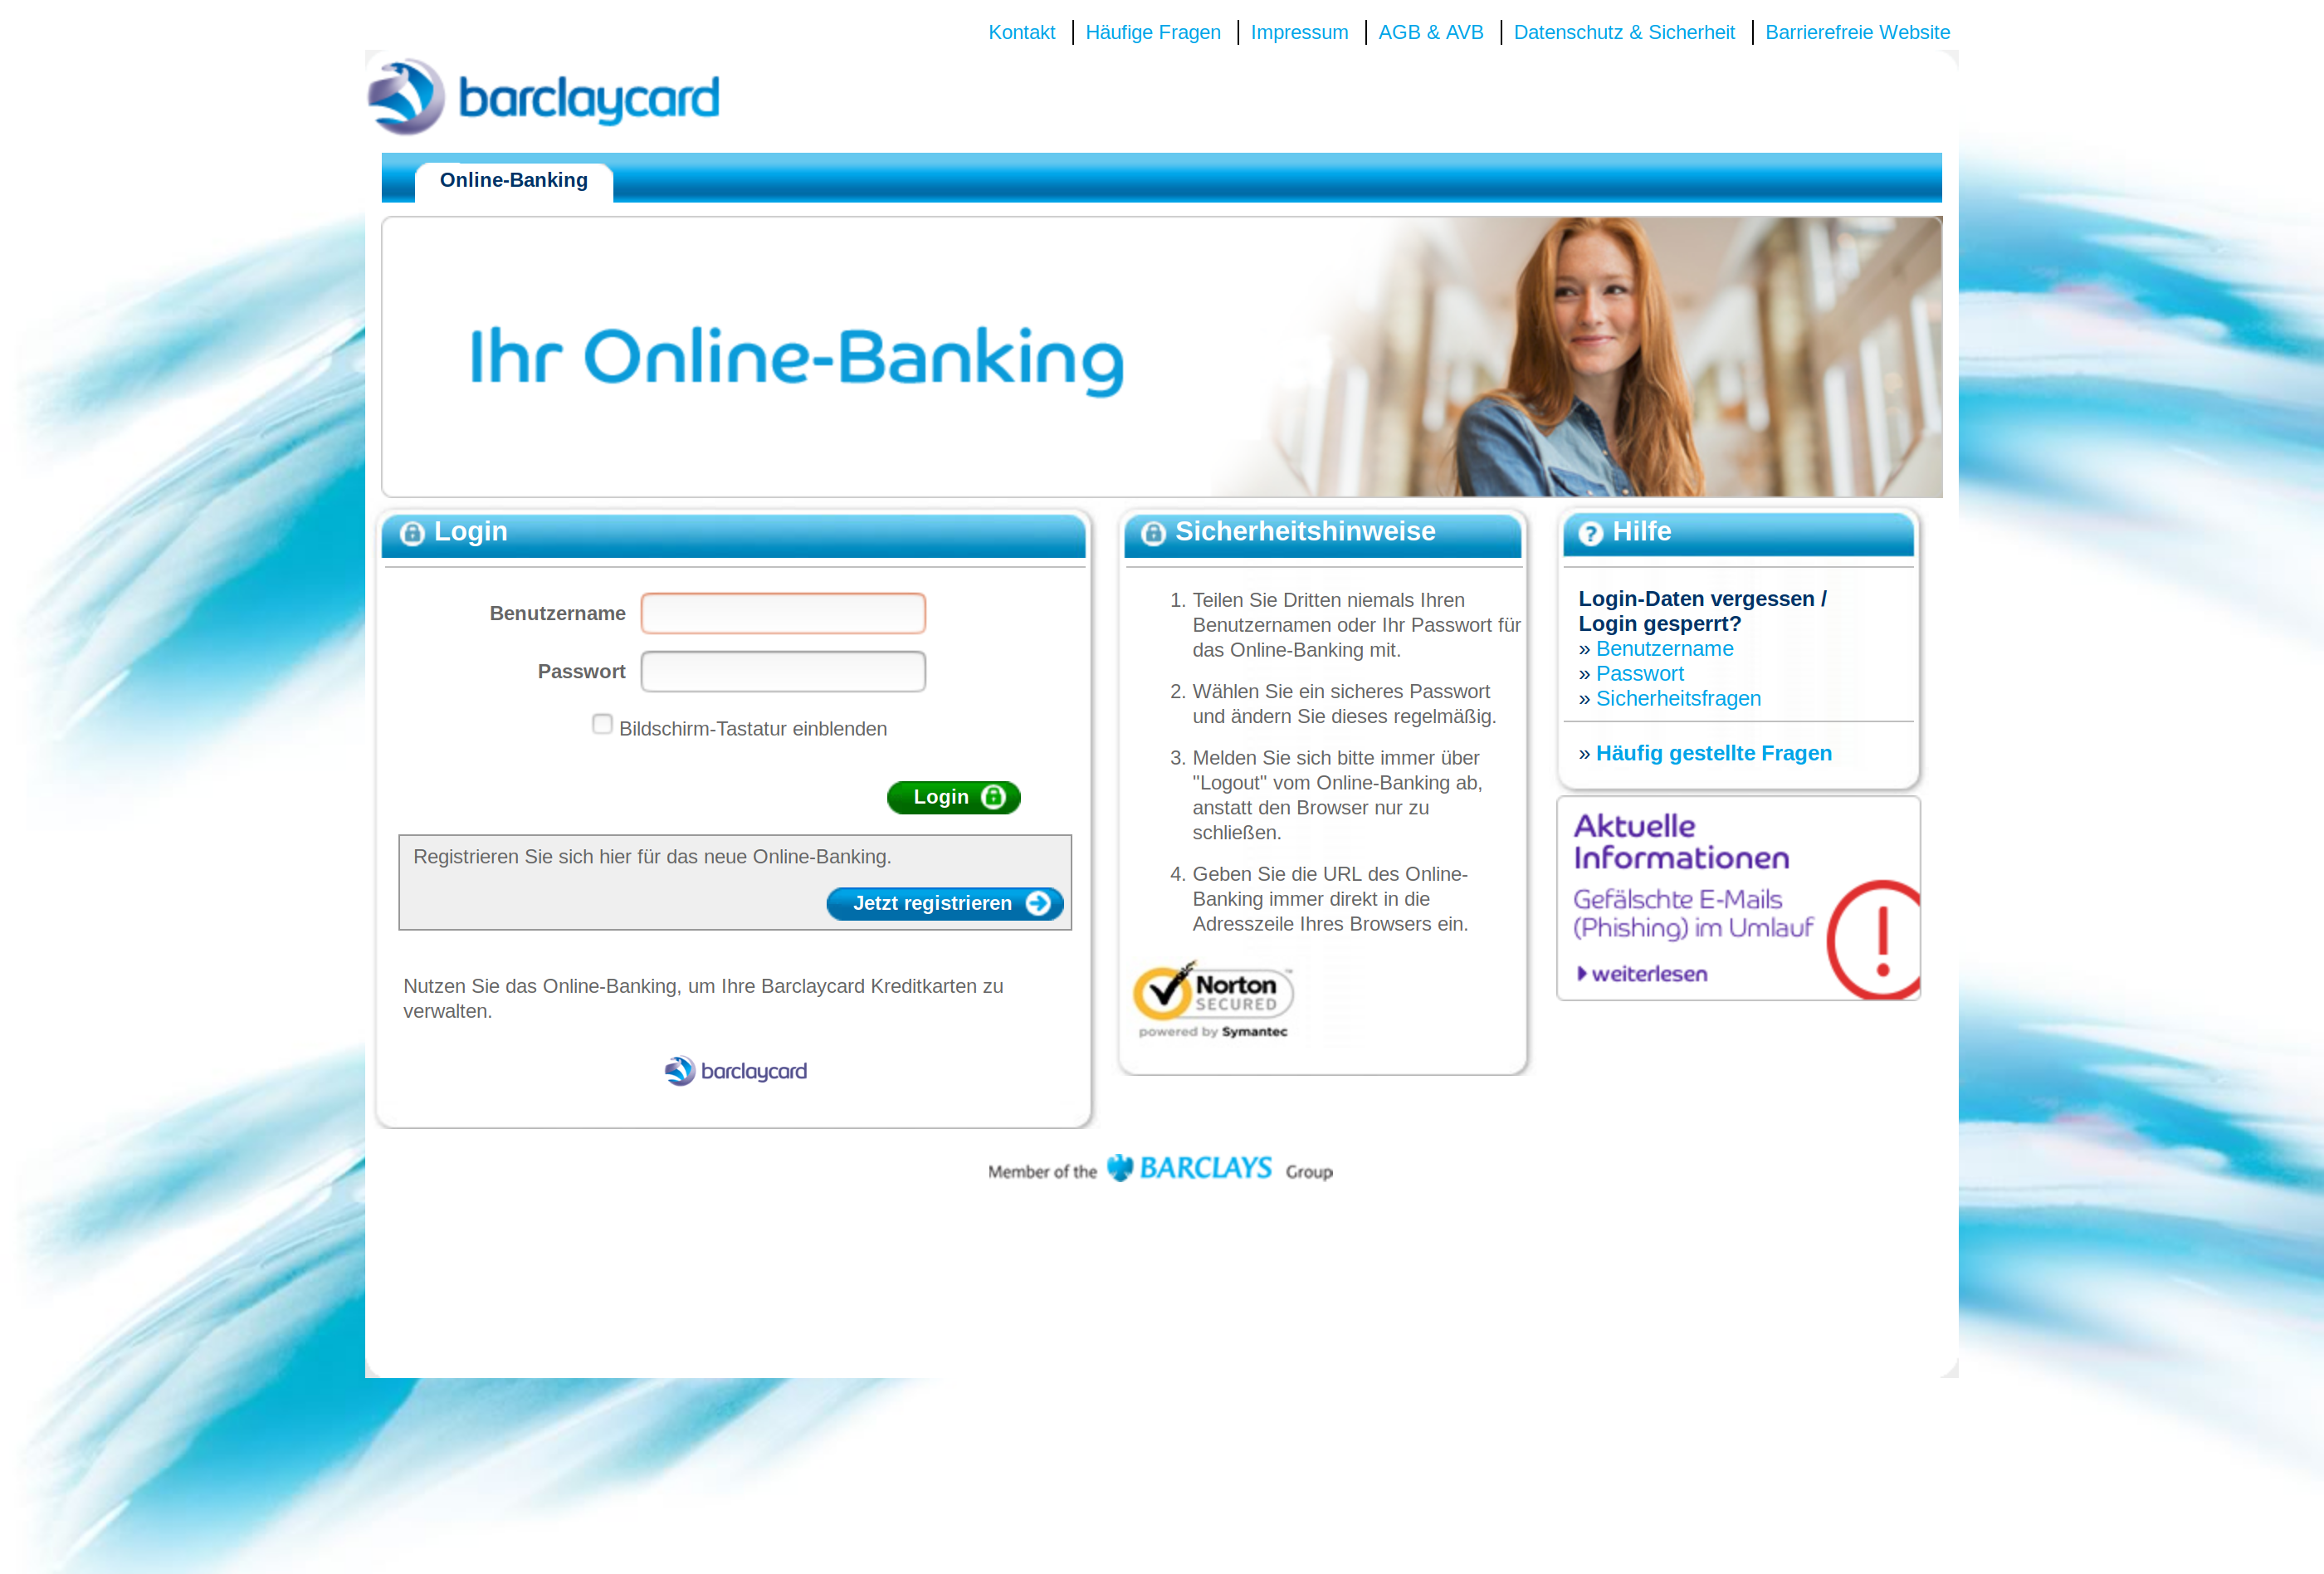 Kontakt Häufige Fragen Impressum AGB & AVB Datenschutz & Sicherheit Barrierefreie Website
barclaycard
Online-Banking
Ihr Online-Banking
Login
Benutzername
Passwort
Bildschirm-Tastatur einblenden
Login
Registrieren Sie sich hier für das neue Online-Banking.
Jetzt registrieren
Nutzen Sie das Online-Banking, um Ihre Barclaycard Kreditkarten zu
verwalten.
barclaycard
Sicherheitshinweise
1. Teilen Sie Dritten niemals Ihren
Benutzernamen oder Ihr Passwort für
das Online-Banking mit.
2. Wählen Sie ein sicheres Passwort
und ändern Sie dieses regelmäßig.
3. Melden Sie sich bitte immer über
"Logout" vom Online-Banking ab,
anstatt den Browser nur zu
schließen.
4. Geben Sie die URL des Online-
Banking immer direkt in die
Adresszeile Ihres Browsers ein.
Norton
SECURED
powered by Symantec
Hilfe
Login-Daten vergessen /
Login gesperrt?
» Benutzername
» Passwort
» Sicherheitsfragen
» Häufig gestellte Fragen
Aktuelle
Informationen
Gefälschte E-Mails
(Phishing) im Umlauf
weiterlesen
Member of the BARCLAYS Group